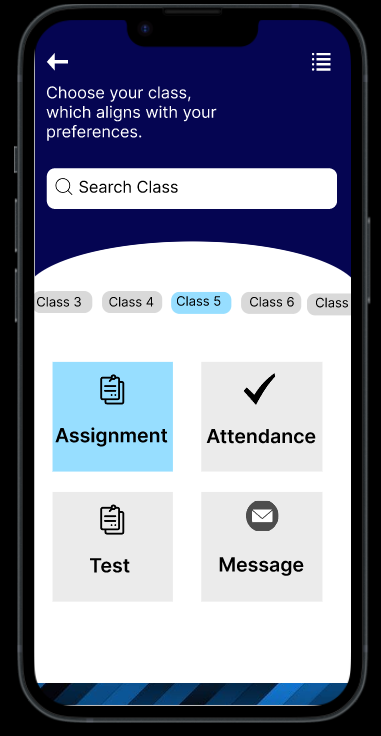 Choose your class,
which aligns with your
preferences.
Search Class
Class 3 Class 4 Class 5 Class 6 Class
Assignment Attendance
Test Message